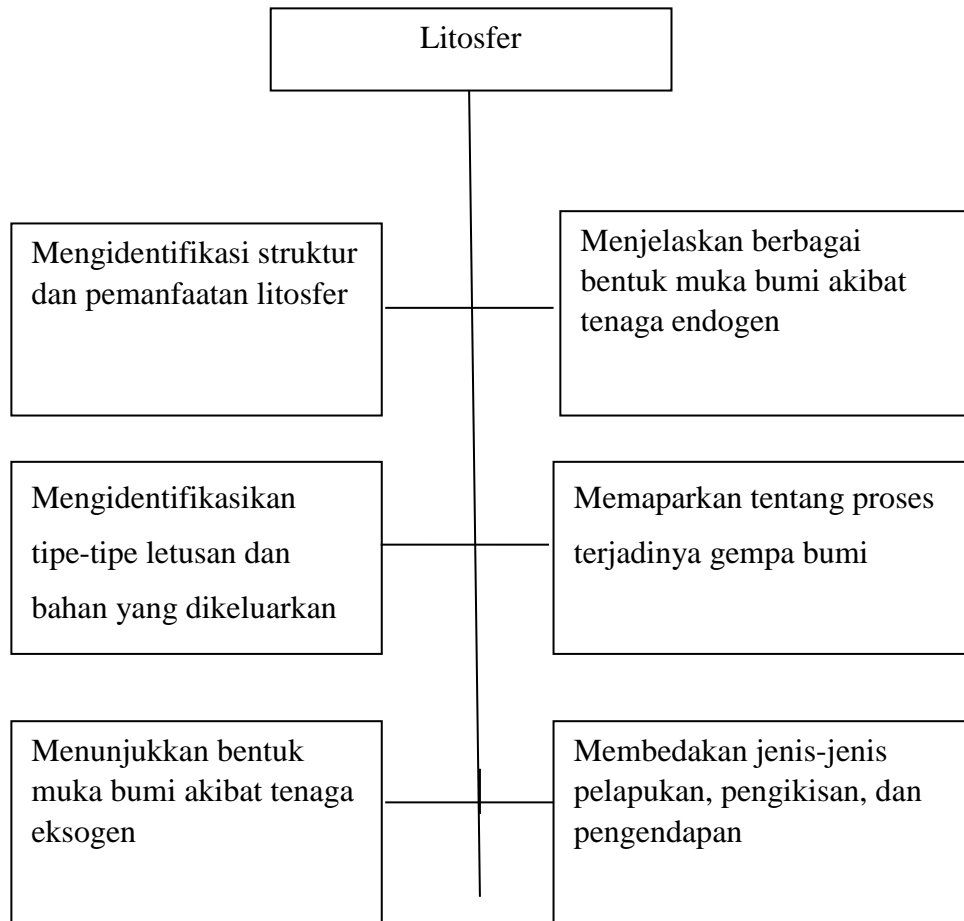 Litosfer
Mengidentifikasi struktur
dan pemanfaatan litosfer
Menjelaskan berbagai
bentuk muka bumi akibat
tenaga endogen
Mengidentifikasikan
tipe-tipe letusan dan
bahan yang dikeluarkan
Memaparkan tentang proses
terjadinya gempa bumi
Menunjukkan bentuk
muka bumi akibat tenaga
eksogen
Membedakan jenis-jenis
pelapukan, pengikisan, dan
pengendapan